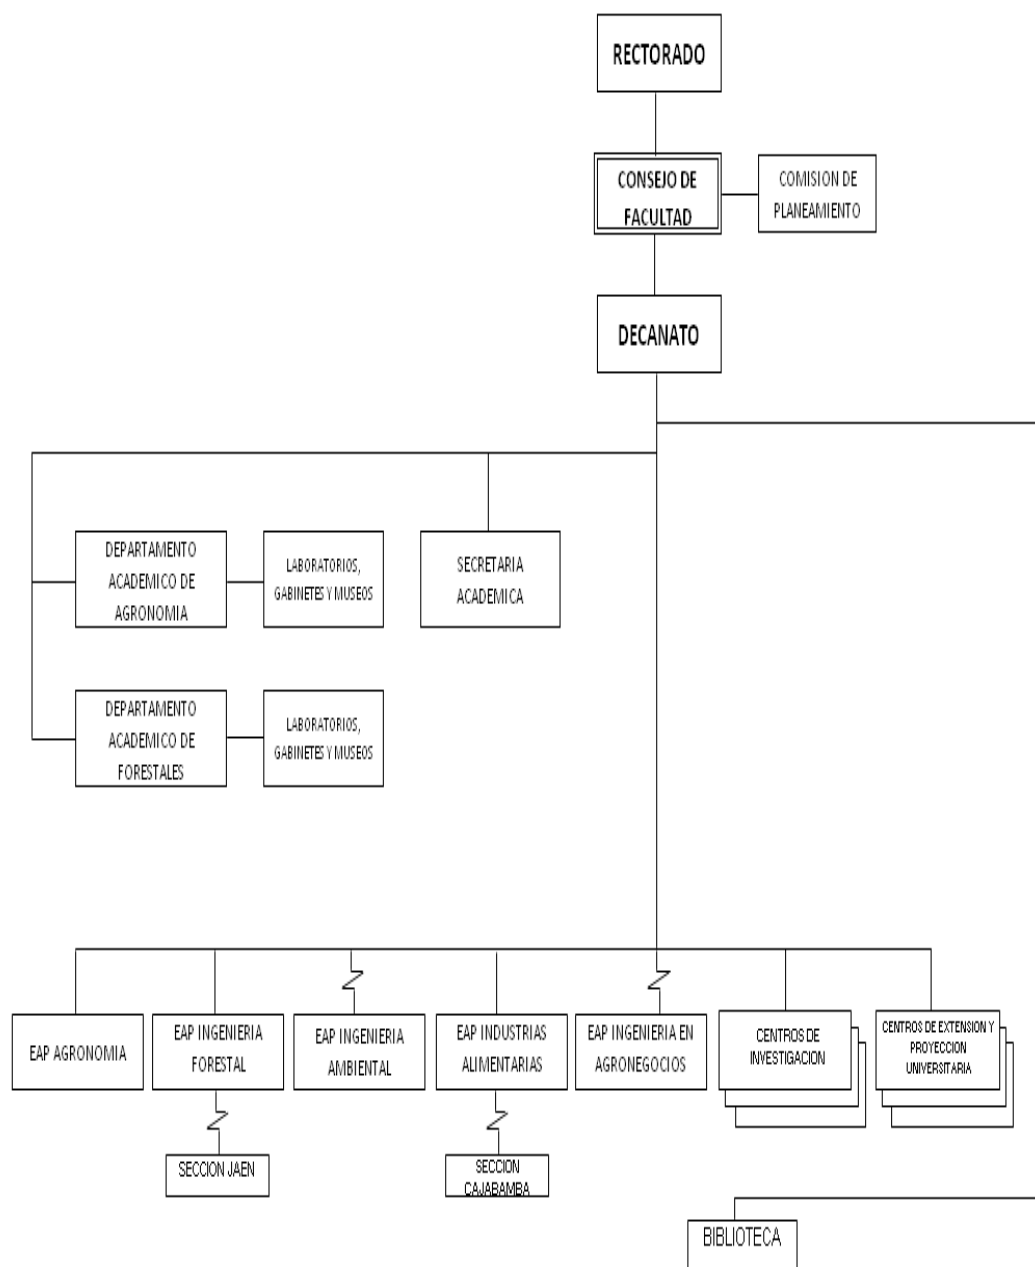 RECTORADO
CONSEJO DE
FACULTAD
COMISION DE
PLANEAMIENTO
DECANATO
DEPARTAMENTO
ACADEMICO DE
AGRONOMIA
LABORATORIOS,
GABINETES Y MUSEOS
SECRETARIA
ACADEMICA
DEPARTAMENTO
ACADEMICO DE
FORESTALES
LABORATORIOS,
GABINETES Y MUSEOS
EAP AGRONOMIA
EAP INGENIERIA
FORESTAL
EAP INGENIERIA
AMBIENTAL
EAP INDUSTRIAS
ALIMENTARIAS
EAP INGENIERIA EN
AGRONEGOCIOS
CENTROS DE
INVESTIGACION
CENTROS DE EXTENSION Y
PROYECCION
UNIVERSITARIA
SECCION JAEN
SECCION
CAJABAMBA
BIBLIOTECA